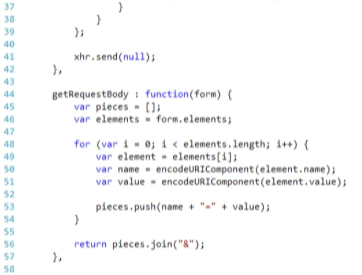 37 }
38 }
39 };
40
41 xhr.send(null);
42 },
43
44 getRequestBody : function(form) {
45 var pieces = [];
46 var elements = form.elements;
47
48 for (var i = 0; i < elements.length; i++) {
49 var element = elements[i];
50 var name = encodeURIComponent(element.name);
51 var value = encodeURIComponent(element.value);
52
53 pieces.push(name + "=" + value);
54 }
55
56 return pieces.join("&");
57 },
58